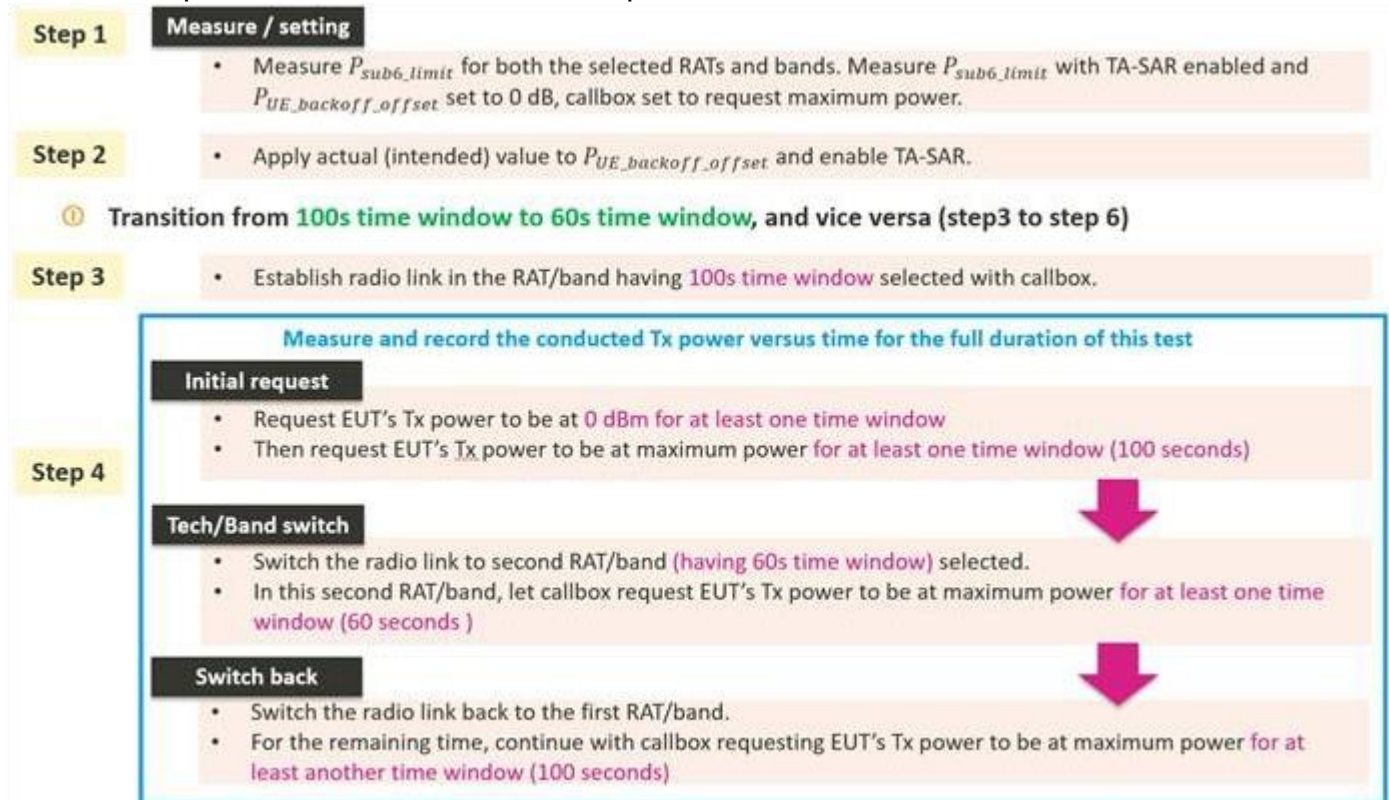 Step 1
Measure / setting
• Measure P_sub6_limit for both the selected RATs and bands. Measure P_sub6_limit with TA-SAR enabled and
P_UE_backoff_offset set to 0 dB, callbox set to request maximum power.
Step 2
• Apply actual (intended) value to P_UE_backoff_offset and enable TA-SAR.
① Transition from 100s time window to 60s time window, and vice versa (step3 to step 6)
Step 3
• Establish radio link in the RAT/band having 100s time window selected with callbox.
Measure and record the conducted Tx power versus time for the full duration of this test
Step 4
Initial request
• Request EUT's Tx power to be at 0 dBm for at least one time window
• Then request EUT's Tx power to be at maximum power for at least one time window (100 seconds)
Tech/Band switch
• Switch the radio link to second RAT/band (having 60s time window) selected.
• In this second RAT/band, let callbox request EUT's Tx power to be at maximum power for at least one time
window (60 seconds )
Switch back
• Switch the radio link back to the first RAT/band.
• For the remaining time, continue with callbox requesting EUT's Tx power to be at maximum power for at
least another time window (100 seconds)